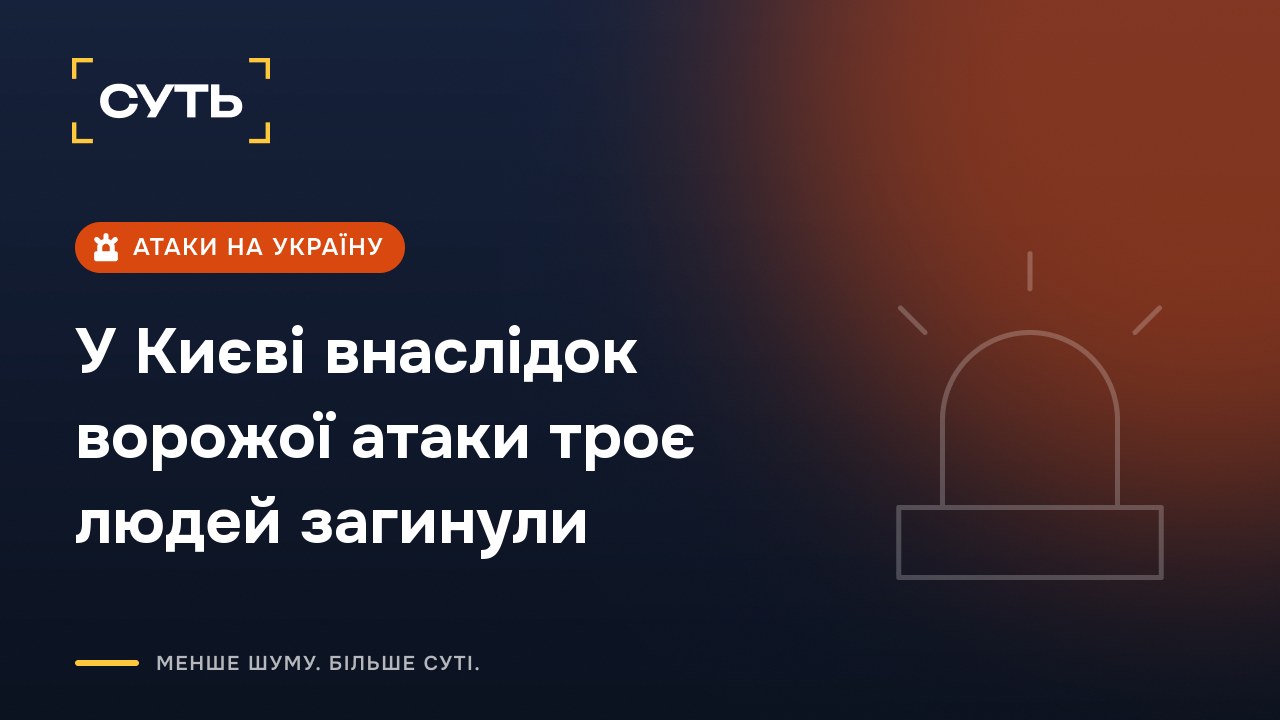 СУТЬ
АТАКИ НА УКРАЇНУ
У Києві внаслідок
ворожої атаки троє
людей загинули
МЕНШЕ ШУМУ. БІЛЬШЕ СУТІ.